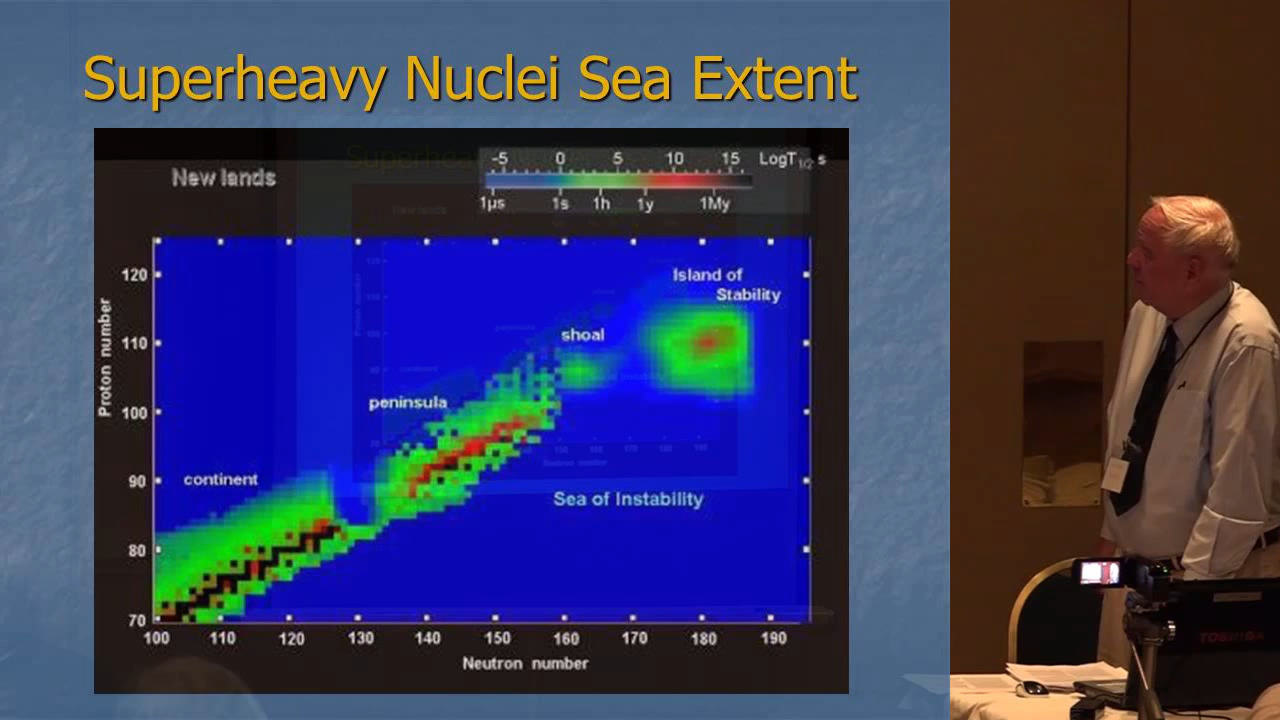 Superheavy Nuclei Sea Extent
New lands
-5 0 5 10 15 LogT1/2 s
1µs 1s 1h 1y 1My
Island of
Stability
shoal
peninsula
continent
Sea of Instability
Proton number
120
110
100
90
80
70
100 110 120 130 140 150 160 170 180 190
Neutron number
TOSHIBA